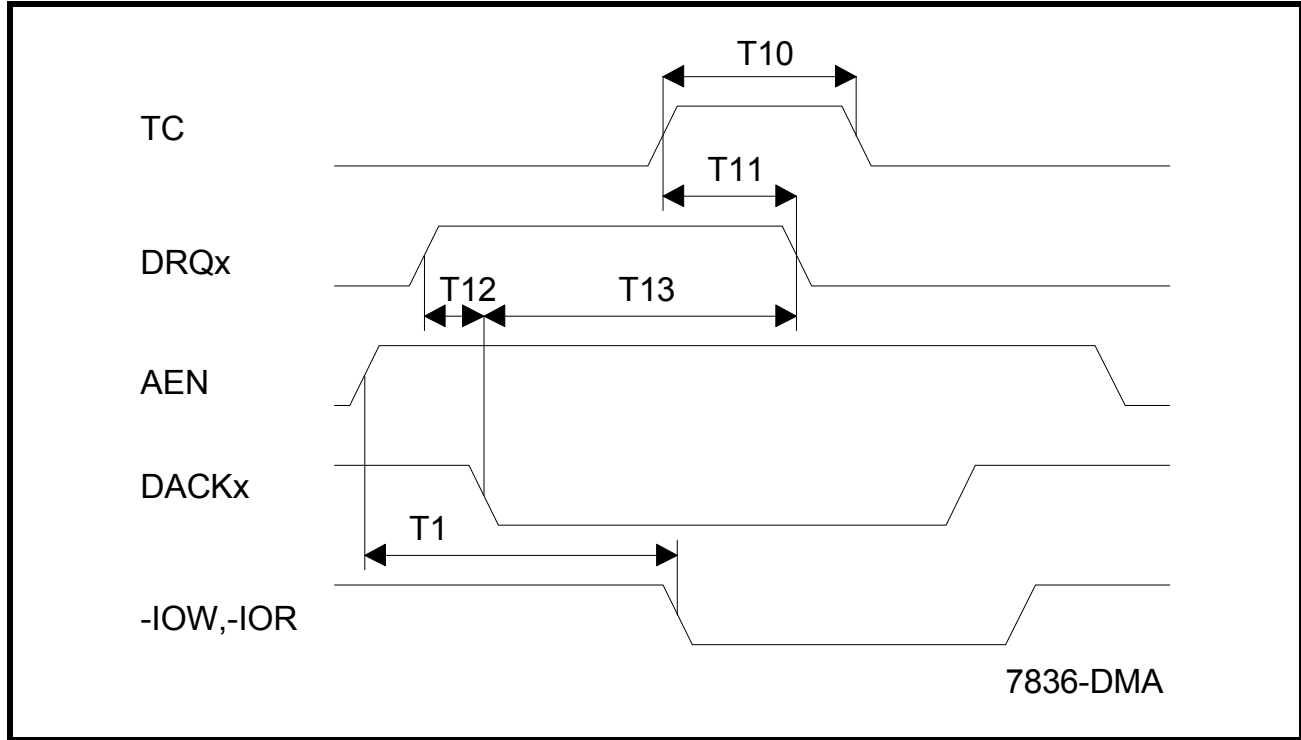 T10
TC
T11
DRQx
T12
T13
AEN
DACKx
T1
-IOW,-IOR
7836-DMA